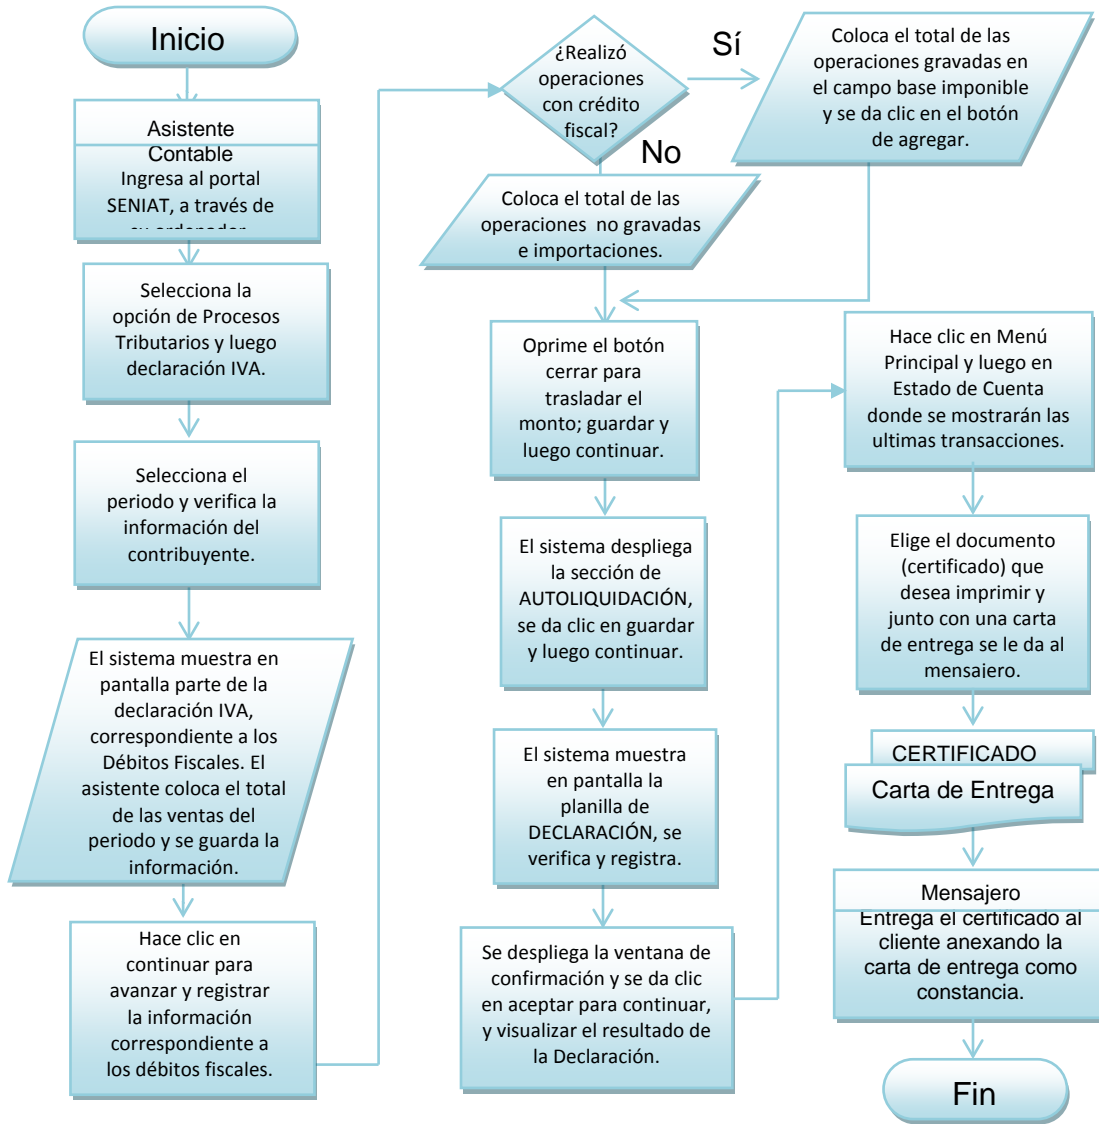 Inicio
Asistente
Contable
Ingresa al portal
SENIAT, a través de
su ordenador
Selecciona la
opción de Procesos
Tributarios y luego
declaración IVA.
Selecciona el
periodo y verifica la
información del
contribuyente.
El sistema muestra en
pantalla parte de la
declaración IVA,
correspondiente a los
Débitos Fiscales. El
asistente coloca el total
de las ventas del
periodo y se guarda la
información.
Hace clic en
continuar para
avanzar y registrar
la información
correspondiente a
los débitos fiscales.
¿Realizó
operaciones
con crédito
fiscal?
Sí
No
Coloca el total de las
operaciones gravadas en
el campo base imponible
y se da clic en el botón
de agregar.
Coloca el total de las
operaciones no gravadas
e importaciones.
Oprime el botón
cerrar para
trasladar el
monto; guardar y
luego continuar.
El sistema despliega
la sección de
AUTOLIQUIDACIÓN,
se da clic en guardar
y luego continuar.
El sistema muestra
en pantalla la
planilla de
DECLARACIÓN, se
verifica y registra.
Se despliega la ventana de
confirmación y se da clic
en aceptar para continuar,
y visualizar el resultado de
la Declaración.
Hace clic en Menú
Principal y luego en
Estado de Cuenta
donde se mostrarán las
ultimas transacciones.
Elige el documento
(certificado) que
desea imprimir y
junto con una carta
de entrega se le da al
mensajero.
CERTIFICADO
Carta de Entrega
Mensajero
Entrega el certificado al
cliente anexando la
carta de entrega como
constancia.
Fin